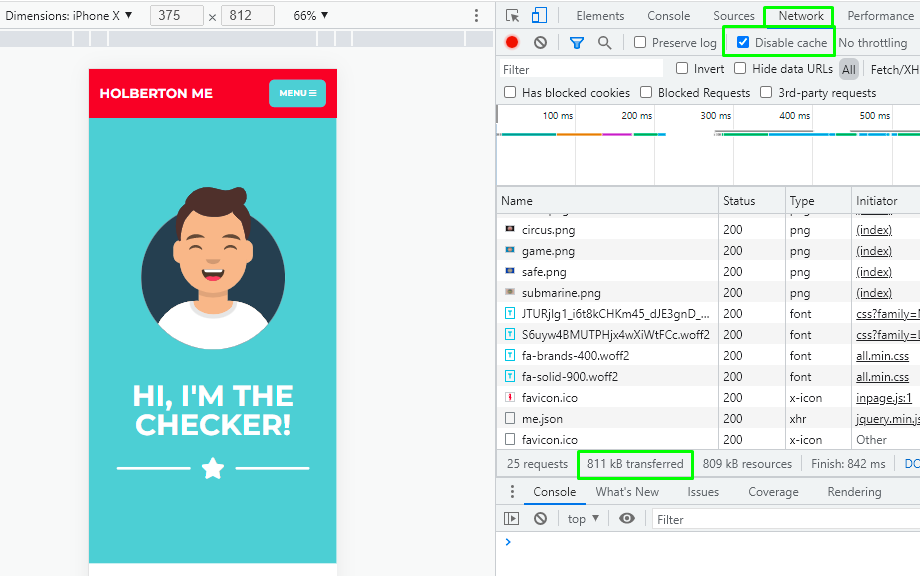 Dimensions: iPhone X ▼ 375 × 812 66% ▼
Elements Console Sources Network Performance
Preserve log Disable cache No throttling
Filter Invert Hide data URLs All Fetch/XH
Has blocked cookies Blocked Requests 3rd-party requests
100 ms 200 ms 300 ms 400 ms 500 ms
HOLBERTON ME MENU
HI, I'M THE
CHECKER!
Name Status Type Initiator
circus.png 200 png (index)
game.png 200 png (index)
safe.png 200 png (index)
submarine.png 200 png (index)
JTURjIg1_i6t8kCHKm45_dJE3gnD_... 200 font css?family=
S6uyw4BMUTPHjx4wXiWtFCc.woff2 200 font css?family=
fa-brands-400.woff2 200 font all.min.css
fa-solid-900.woff2 200 font all.min.css
favicon.ico 200 x-icon inpage.js:1
me.json 200 xhr jquery.min.js
favicon.ico 200 x-icon Other
25 requests 811 kB transferred 809 kB resources Finish: 842 ms DO
Console What's New Issues Coverage Rendering
top ▼ Filter